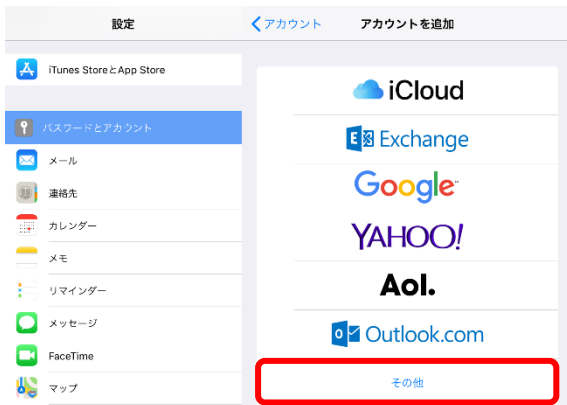 設定
iTunes StoreとApp Store
パスワードとアカウント
メール
連絡先
カレンダー
メモ
リマインダー
メッセージ
FaceTime
マップ
アカウント
アカウントを追加
iCloud
Exchange
Google
YAHOO!
Aol.
Outlook.com
その他